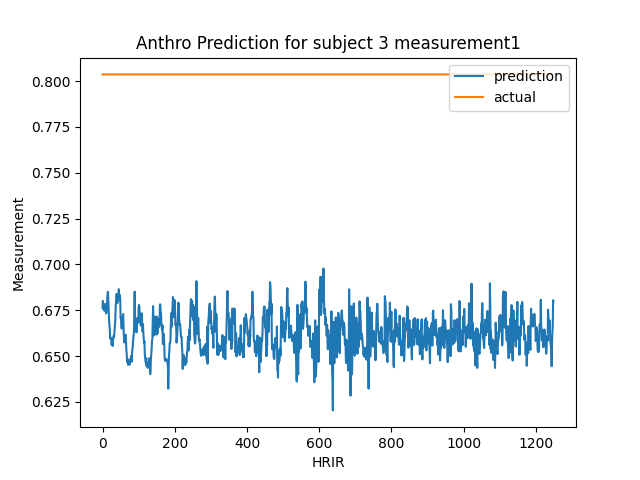 Anthro Prediction for subject 3 measurement1
prediction
actual
0.800
0.775
0.750
0.725
0.700
0.675
0.650
0.625
Measurement
0 200 400 600 800 1000 1200
HRIR